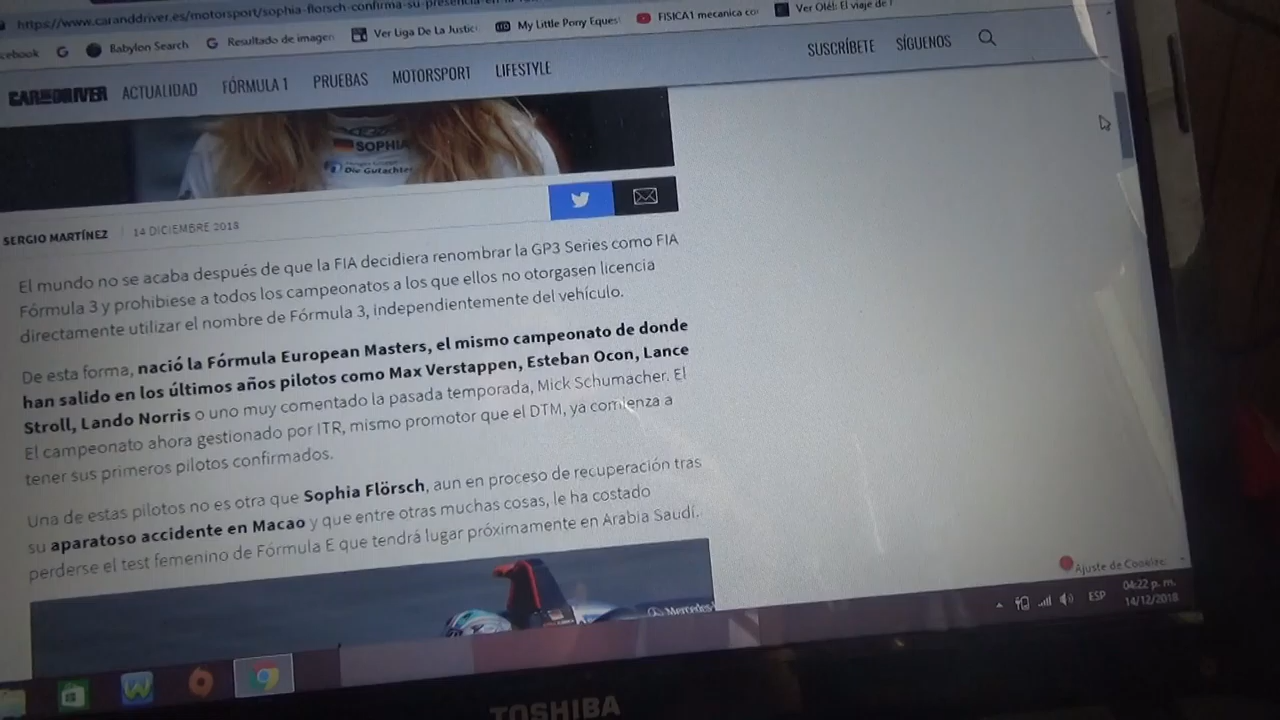 https://www.caranddriver.es/motorsport/sophia-florsch-confirma-su-presencia-en-la
cebook
Babylon Search
Resultado de imagen
Ver Liga De La Justic
My Little Pony Eques
FISICA1 mecanica co
Ver Olé!: El viaje de
CAR AND DRIVER
ACTUALIDAD
FÓRMULA 1
PRUEBAS
MOTORSPORT
LIFESTYLE
SUSCRÍBETE
SÍGUENOS
SOPHIA
Die Gutachter
SERGIO MARTÍNEZ | 14 DICIEMBRE 2018
El mundo no se acaba después de que la FIA decidiera renombrar la GP3 Series como FIA
Fórmula 3 y prohibiese a todos los campeonatos a los que ellos no otorgasen licencia
directamente utilizar el nombre de Fórmula 3, independientemente del vehículo.
De esta forma, nació la Fórmula European Masters, el mismo campeonato de donde
han salido en los últimos años pilotos como Max Verstappen, Esteban Ocon, Lance
Stroll, Lando Norris o uno muy comentado la pasada temporada, Mick Schumacher. El
El campeonato ahora gestionado por ITR, mismo promotor que el DTM, ya comienza a
tener sus primeros pilotos confirmados.
Una de estas pilotos no es otra que Sophia Flörsch, aun en proceso de recuperación tras
su aparatoso accidente en Macao y que entre otras muchas cosas, le ha costado
perderse el test femenino de Fórmula E que tendrá lugar próximamente en Arabia Saudí.
Mercedes
Ajuste de Cookies
ESP
04:22 p. m.
14/12/2018
TOSHIBA